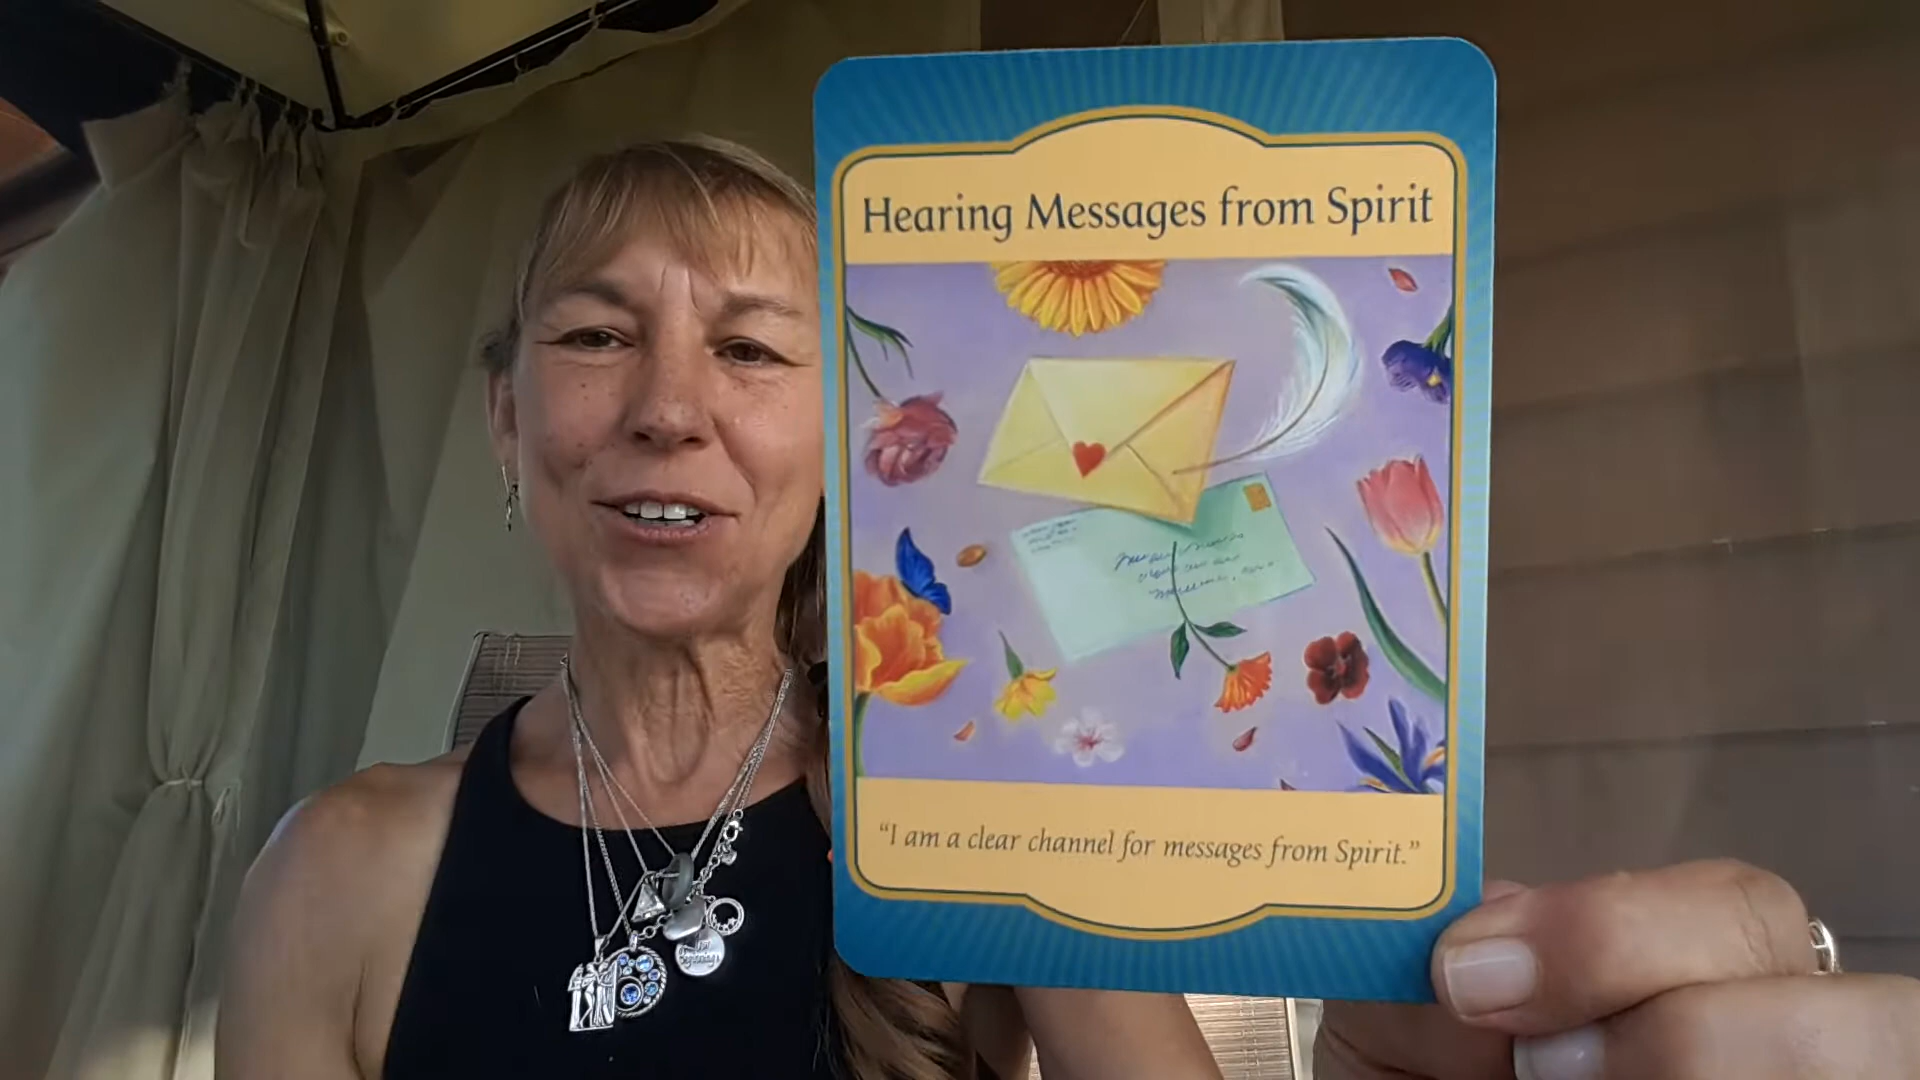 Hearing Messages from Spirit
“I am a clear channel for messages from Spirit.”